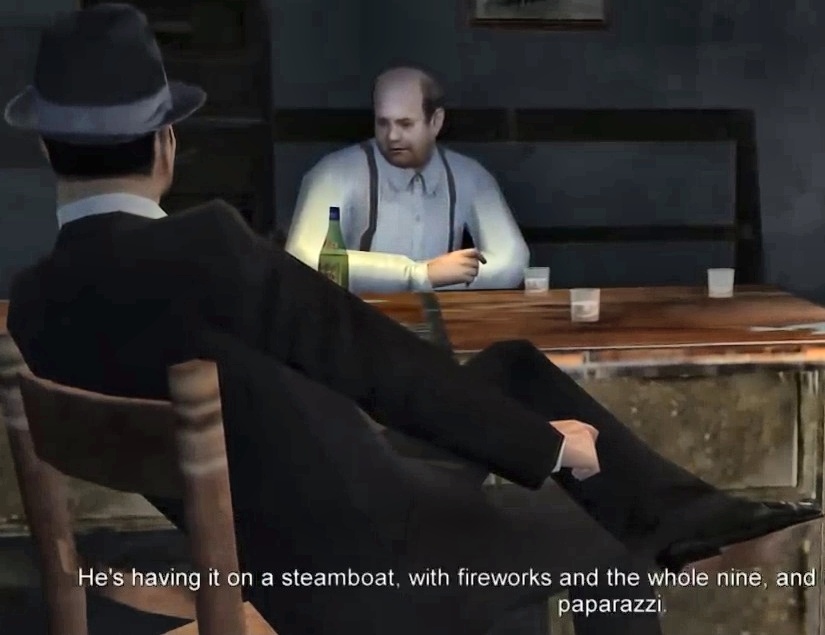 He's having it on a steamboat, with fireworks and the whole nine, and
paparazzi.